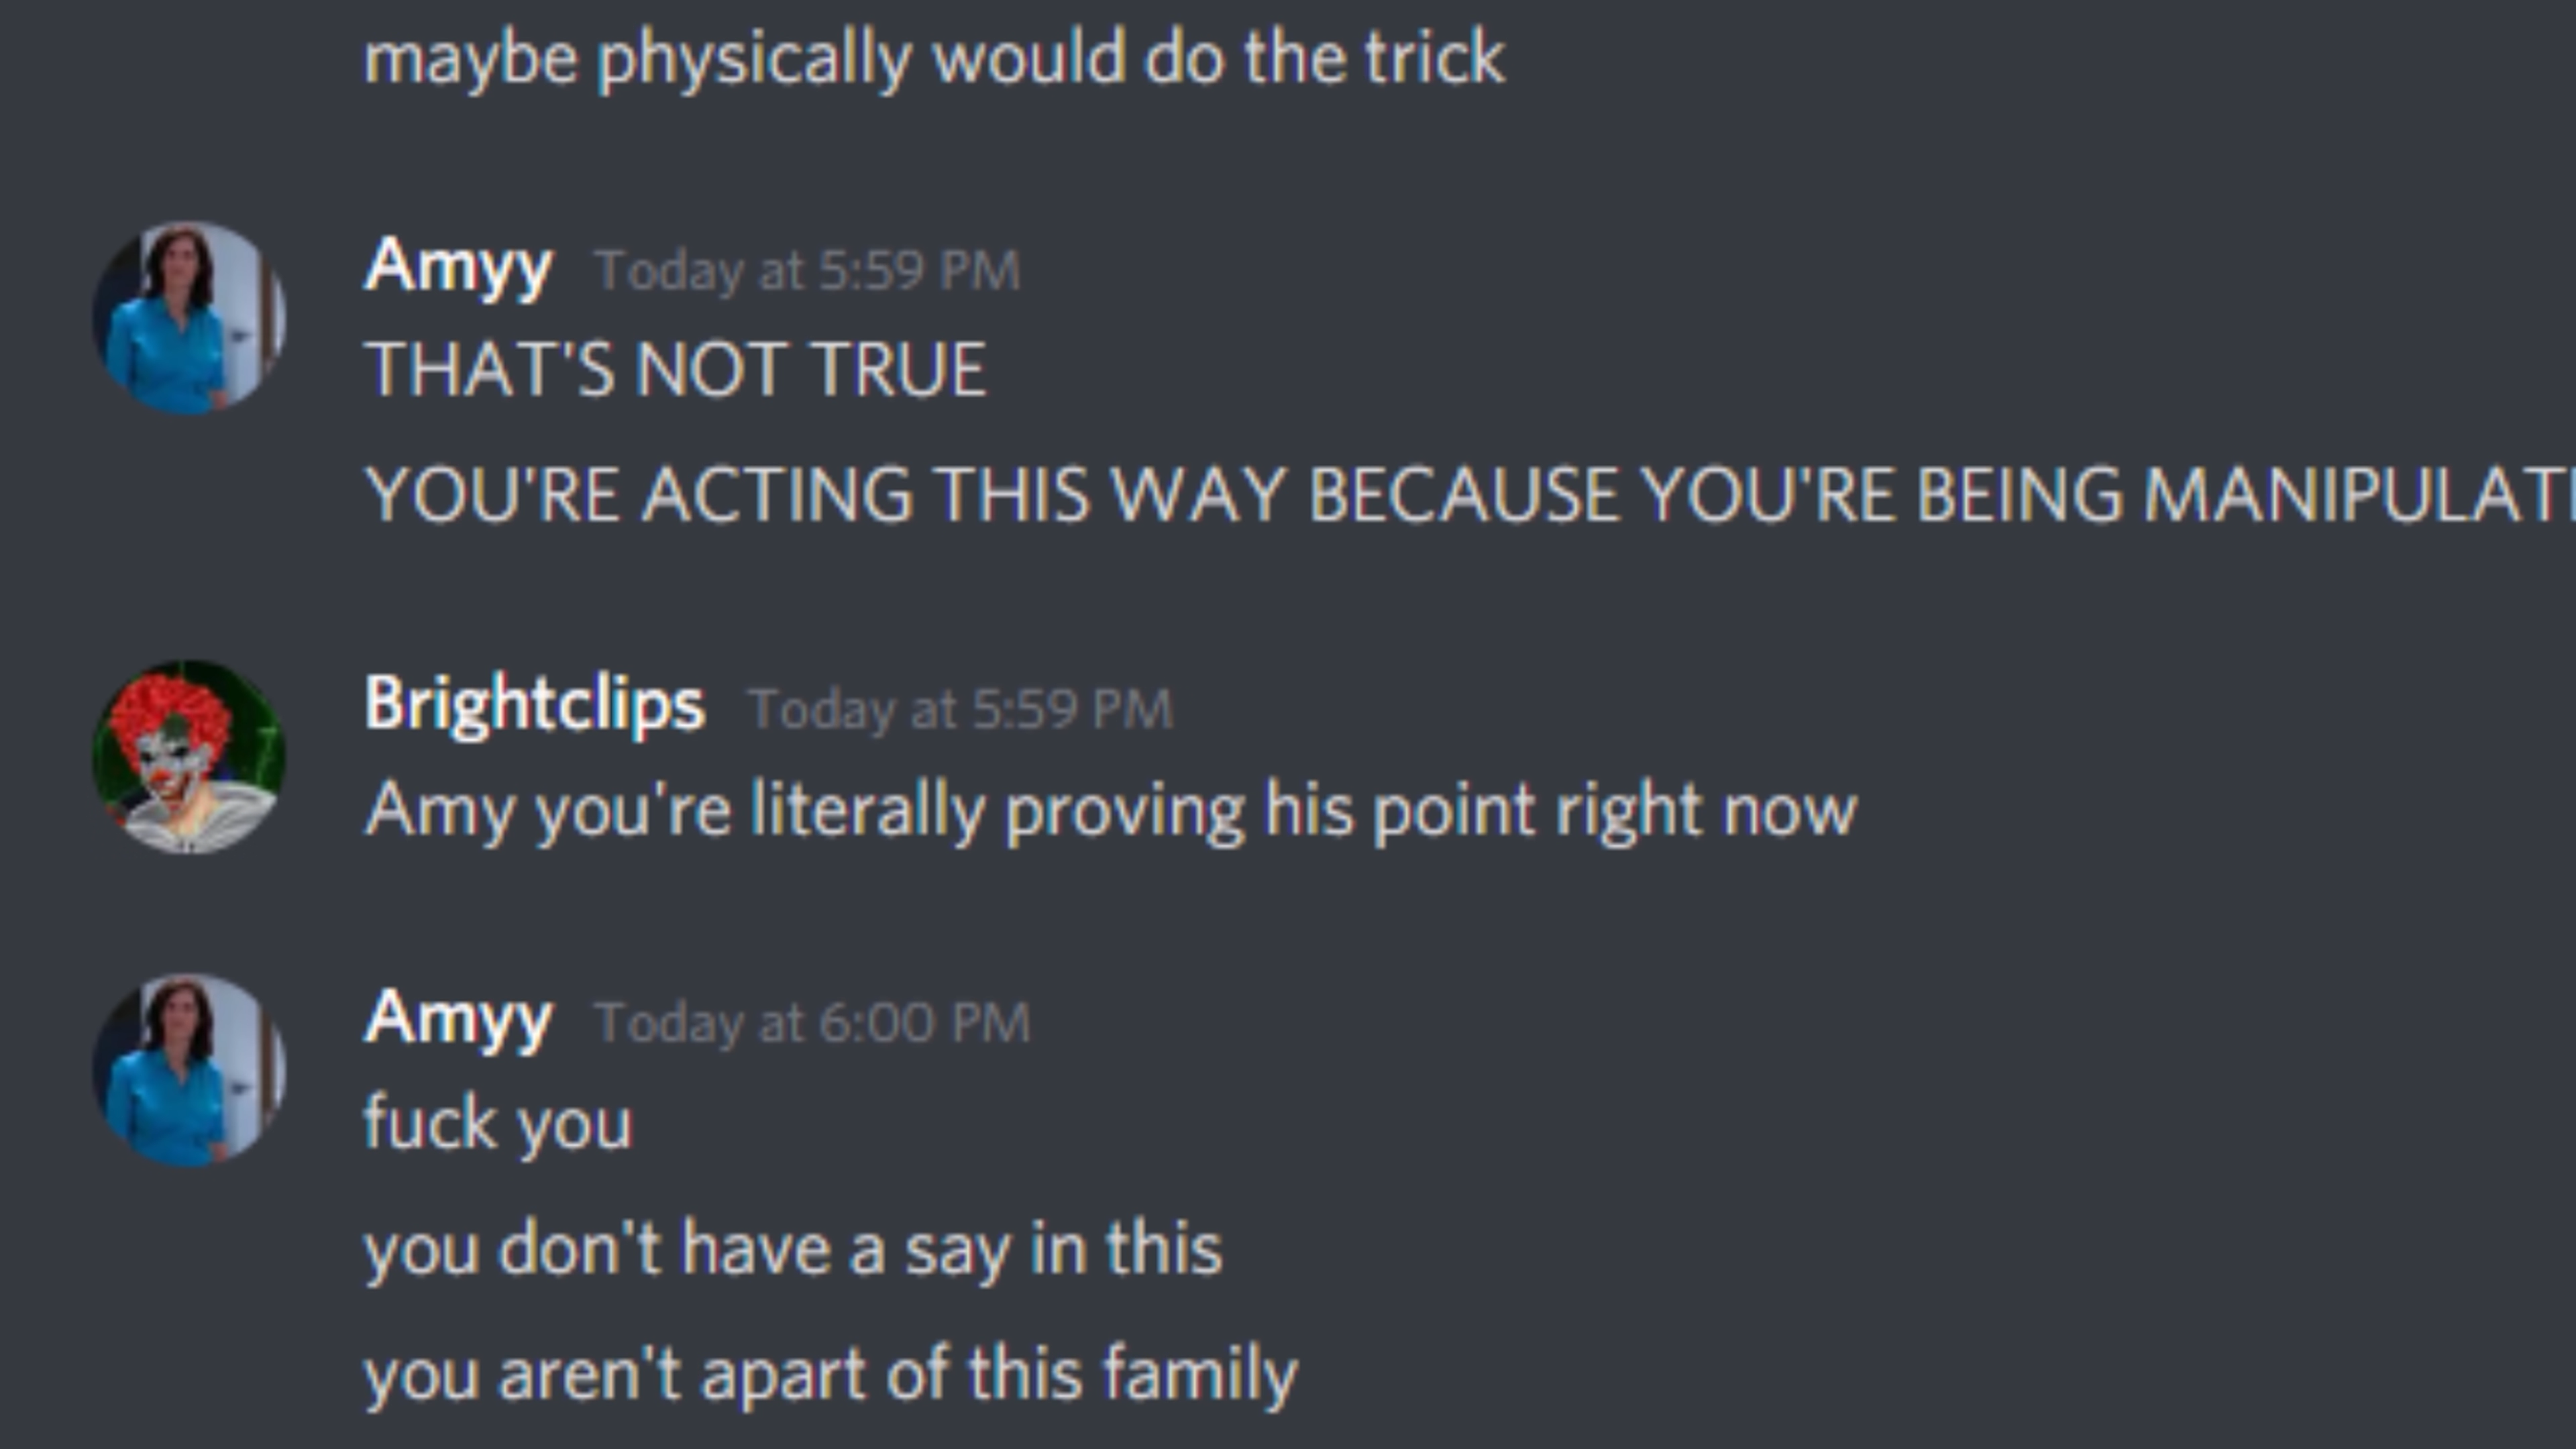 maybe physically would do the trick
Amyy Today at 5:59 PM
THAT'S NOT TRUE
YOU'RE ACTING THIS WAY BECAUSE YOU'RE BEING
Brightclips Today at 5:59 PM
Amy you're literally proving his point right now
Amyy Today at 6:00 PM
fuck you
you don't have a say in this
you aren't apart of this family